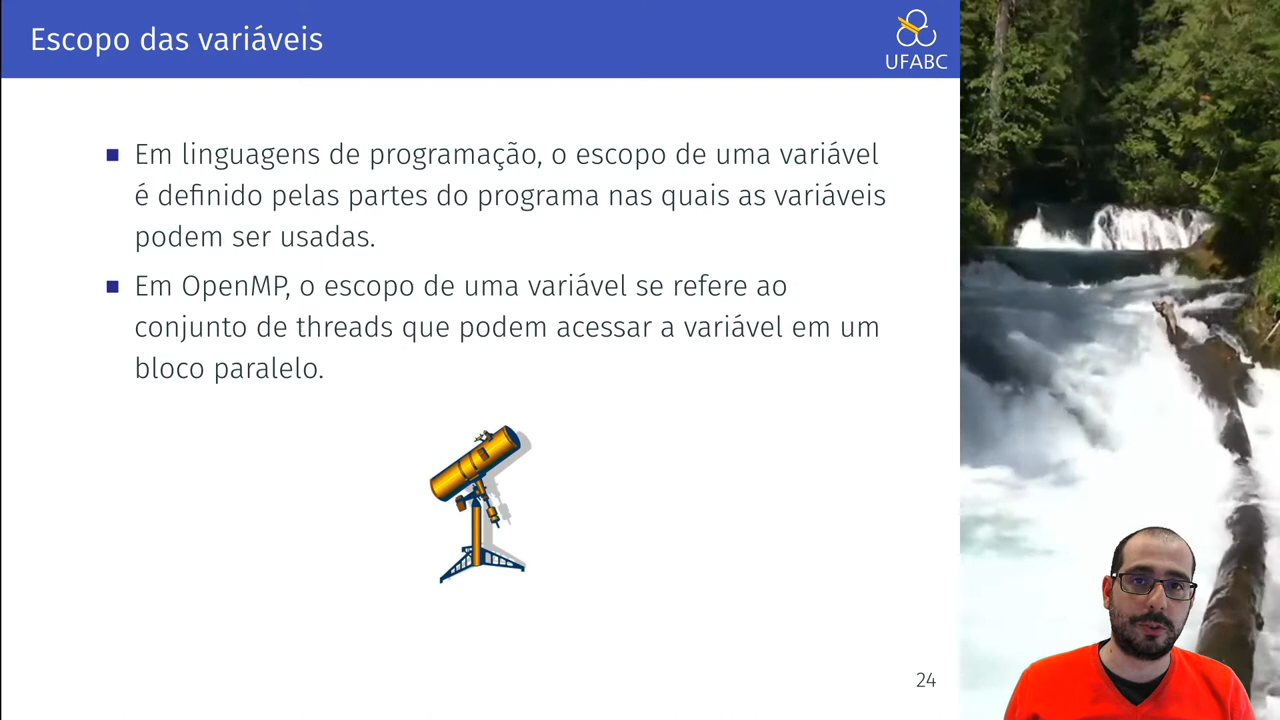 Escopo das variáveis
UFABC
Em linguagens de programação, o escopo de uma variável
é definido pelas partes do programa nas quais as variáveis
podem ser usadas.
Em OpenMP, o escopo de uma variável se refere ao
conjunto de threads que podem acessar a variável em um
bloco paralelo.
24